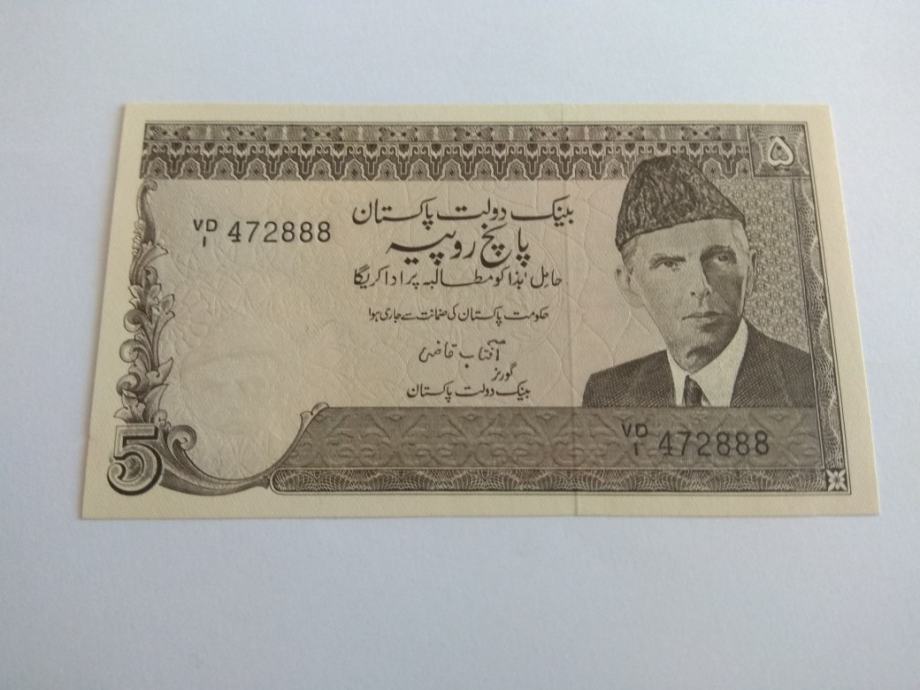 ۵
بینک دولت پاکستان
VD/1 472888
پانچ روپیہ
حامل ہٰذا کو مطالبہ پر ادا کریگا
حکومت پاکستان کی ضمانت سے جاری ہوا
آفتاب قاضی
گورنر
بینک دولت پاکستان
VD/1 472888
5